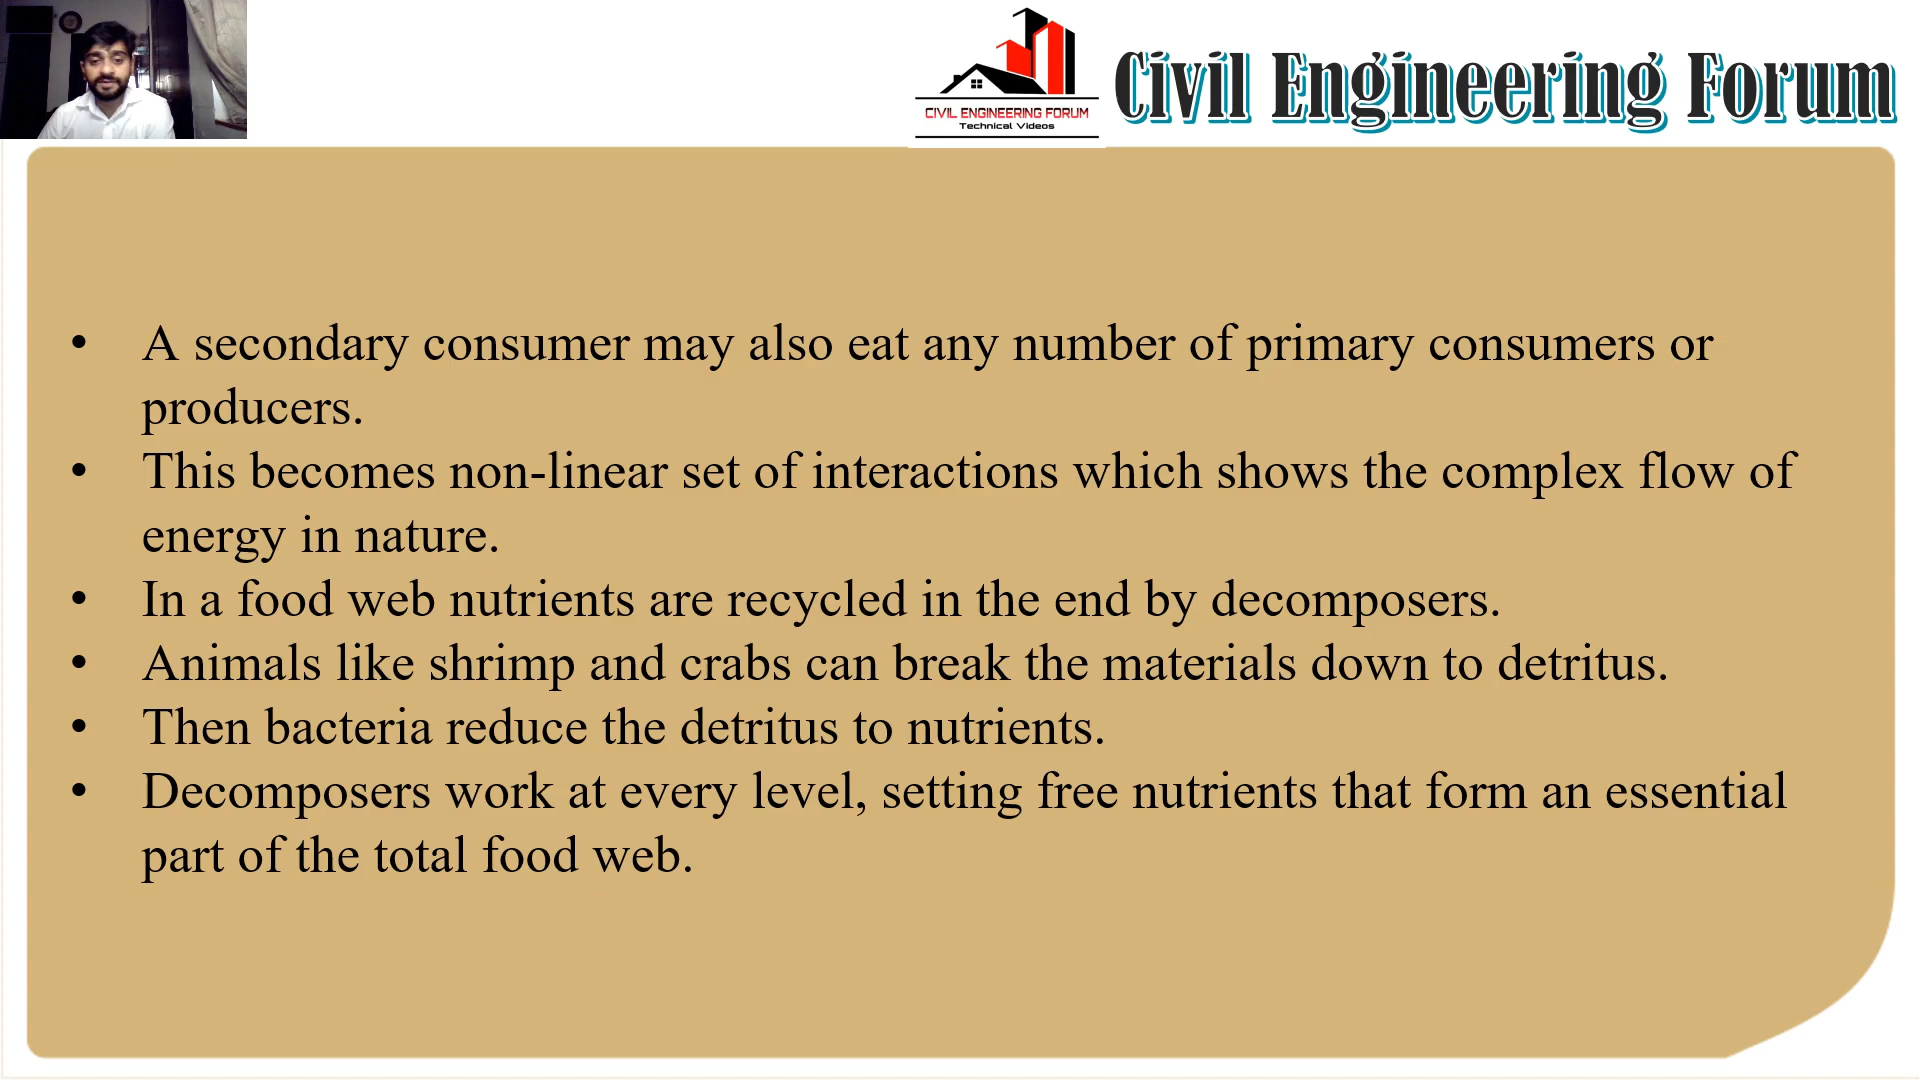 CIVIL ENGINEERING FORUM
Technical Videos
Civil Engineering Forum
• A secondary consumer may also eat any number of primary consumers or
producers.
• This becomes non-linear set of interactions which shows the complex flow of
energy in nature.
• In a food web nutrients are recycled in the end by decomposers.
• Animals like shrimp and crabs can break the materials down to detritus.
• Then bacteria reduce the detritus to nutrients.
• Decomposers work at every level, setting free nutrients that form an essential
part of the total food web.